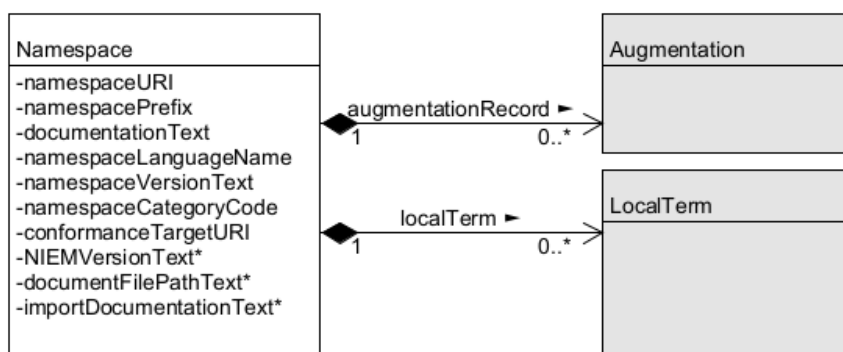 Namespace
-namespaceURI
-namespacePrefix
-documentationText
-namespaceLanguageName
-namespaceVersionText
-namespaceCategoryCode
-conformanceTargetURI
-NIEMVersionText*
-documentFilePathText*
-importDocumentationText*
augmentationRecord ►
1 0..*
Augmentation
localTerm ►
1 0..*
LocalTerm